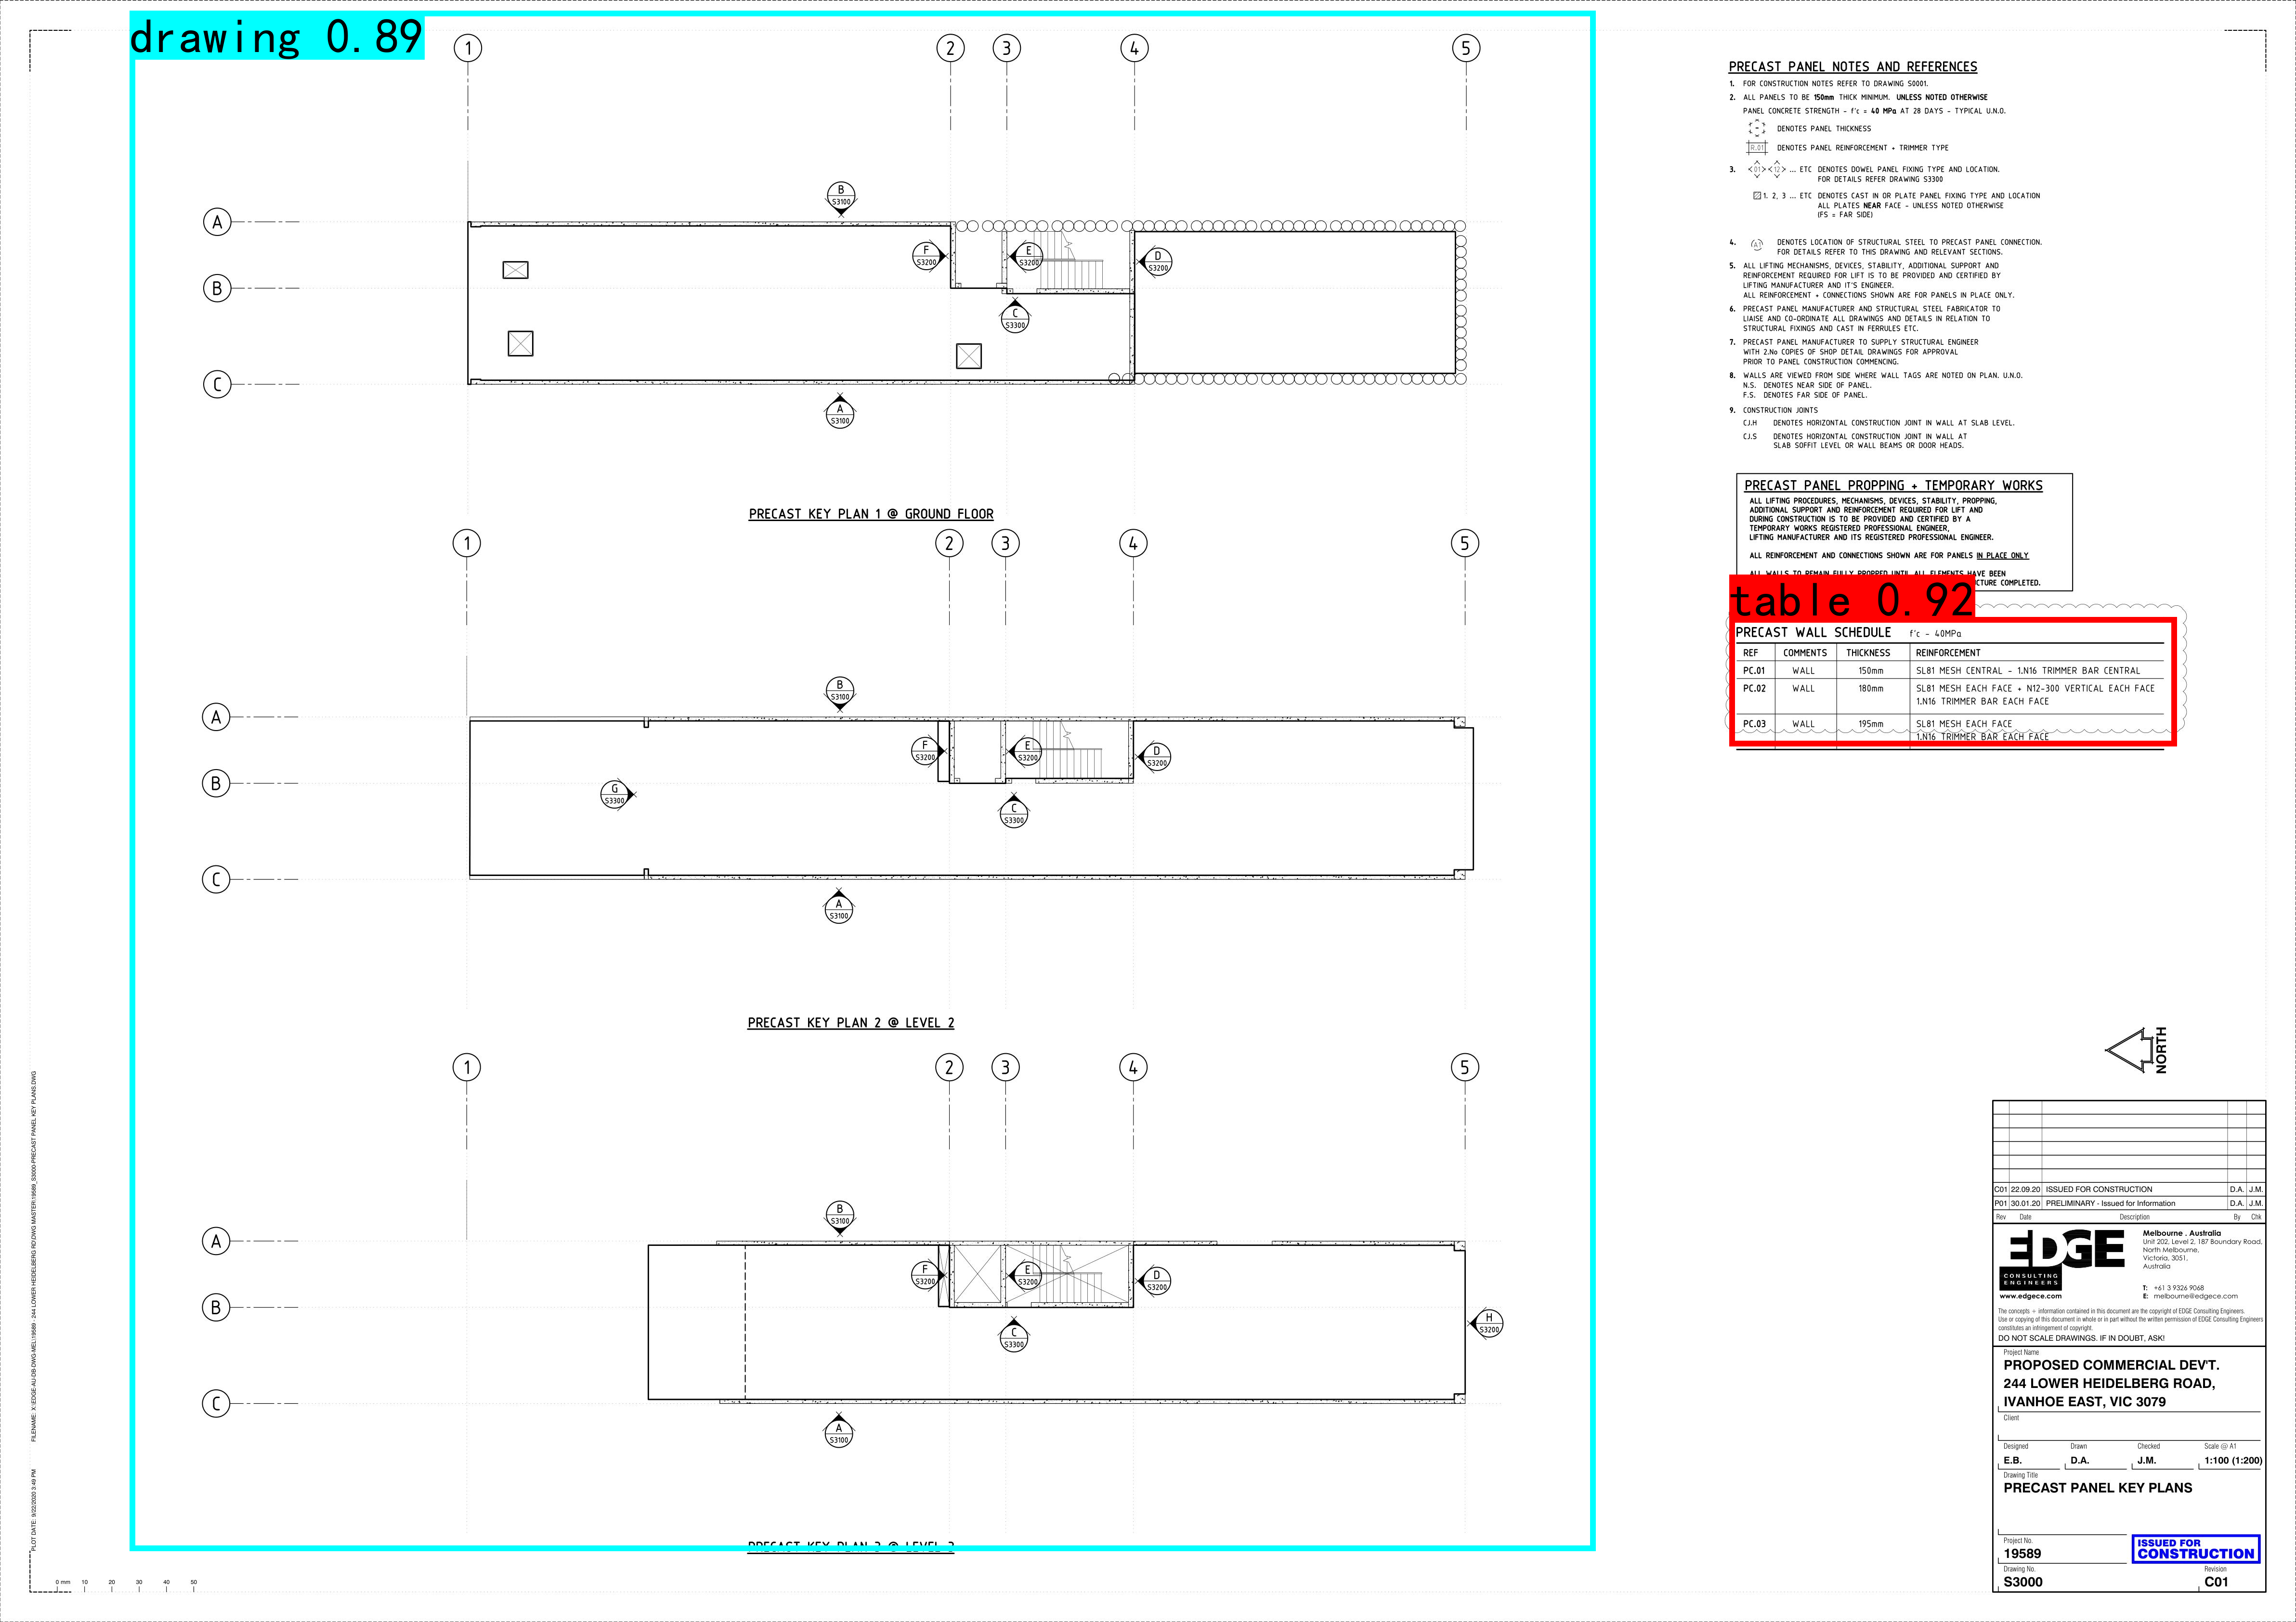 drawing 0.89
1 2 3 4 5
A
B
C
B
S3100
F
S3200
E
S3200
D
S3200
C
S3300
A
S3100
PRECAST KEY PLAN 1 @ GROUND FLOOR
1 2 3 4 5
A
B
C
B
S3100
F
S3200
E
S3200
D
S3200
G
S3300
C
S3300
A
S3100
PRECAST KEY PLAN 2 @ LEVEL 2
1 2 3 4 5
A
B
C
B
S3100
F
S3200
E
S3200
D
S3200
H
S3200
C
S3300
A
S3100
PRECAST KEY PLAN 3 @ LEVEL 3
PRECAST PANEL NOTES AND REFERENCES
1. FOR CONSTRUCTION NOTES REFER TO DRAWING S0001.
2. ALL PANELS TO BE 150mm THICK MINIMUM. UNLESS NOTED OTHERWISE
PANEL CONCRETE STRENGTH - f'c = 40 MPa AT 28 DAYS - TYPICAL U.N.O.
- DENOTES PANEL THICKNESS
R.01 DENOTES PANEL REINFORCEMENT + TRIMMER TYPE
3. <01> <12> ... ETC DENOTES DOWEL PANEL FIXING TYPE AND LOCATION.
FOR DETAILS REFER DRAWING S3300
1. 2, 3 ... ETC DENOTES CAST IN OR PLATE PANEL FIXING TYPE AND LOCATION
ALL PLATES NEAR FACE - UNLESS NOTED OTHERWISE
(FS = FAR SIDE)
4. A1 DENOTES LOCATION OF STRUCTURAL STEEL TO PRECAST PANEL CONNECTION.
FOR DETAILS REFER TO THIS DRAWING AND RELEVANT SECTIONS.
5. ALL LIFTING MECHANISMS, DEVICES, STABILITY, ADDITIONAL SUPPORT AND
REINFORCEMENT REQUIRED FOR LIFT IS TO BE PROVIDED AND CERTIFIED BY
LIFTING MANUFACTURER AND IT'S ENGINEER.
ALL REINFORCEMENT + CONNECTIONS SHOWN ARE FOR PANELS IN PLACE ONLY.
6. PRECAST PANEL MANUFACTURER AND STRUCTURAL STEEL FABRICATOR TO
LIAISE AND CO-ORDINATE ALL DRAWINGS AND DETAILS IN RELATION TO
STRUCTURAL FIXINGS AND CAST IN FERRULES ETC.
7. PRECAST PANEL MANUFACTURER TO SUPPLY STRUCTURAL ENGINEER
WITH 2.No COPIES OF SHOP DETAIL DRAWINGS FOR APPROVAL
PRIOR TO PANEL CONSTRUCTION COMMENCING.
8. WALLS ARE VIEWED FROM SIDE WHERE WALL TAGS ARE NOTED ON PLAN. U.N.O.
N.S. DENOTES NEAR SIDE OF PANEL.
F.S. DENOTES FAR SIDE OF PANEL.
9. CONSTRUCTION JOINTS
CJ.H DENOTES HORIZONTAL CONSTRUCTION JOINT IN WALL AT SLAB LEVEL.
CJ.S DENOTES HORIZONTAL CONSTRUCTION JOINT IN WALL AT
SLAB SOFFIT LEVEL OR WALL BEAMS OR DOOR HEADS.
PRECAST PANEL PROPPING + TEMPORARY WORKS
ALL LIFTING PROCEDURES, MECHANISMS, DEVICES, STABILITY, PROPPING,
ADDITIONAL SUPPORT AND REINFORCEMENT REQUIRED FOR LIFT AND
DURING CONSTRUCTION IS TO BE PROVIDED AND CERTIFIED BY A
TEMPORARY WORKS REGISTERED PROFESSIONAL ENGINEER,
LIFTING MANUFACTURER AND ITS REGISTERED PROFESSIONAL ENGINEER.
ALL REINFORCEMENT AND CONNECTIONS SHOWN ARE FOR PANELS IN PLACE ONLY
ALL WALLS TO REMAIN FULLY PROPPED UNTIL ALL ELEMENTS HAVE BEEN
COMPLETED.
table 0.92
PRECAST WALL SCHEDULE f'c - 40MPa
REF COMMENTS THICKNESS REINFORCEMENT
PC.01 WALL 150mm SL81 MESH CENTRAL - 1.N16 TRIMMER BAR CENTRAL
PC.02 WALL 180mm SL81 MESH EACH FACE + N12-300 VERTICAL EACH FACE
1.N16 TRIMMER BAR EACH FACE
PC.03 WALL 195mm SL81 MESH EACH FACE
1.N16 TRIMMER BAR EACH FACE
NORTH
C01 22.09.20 ISSUED FOR CONSTRUCTION D.A. J.M.
P01 30.01.20 PRELIMINARY - Issued for Information D.A. J.M.
Rev Date Description By Chk
EDGE
CONSULTING
ENGINEERS
www.edgece.com
Melbourne . Australia
Unit 202, Level 2, 187 Boundary Road,
North Melbourne,
Victoria, 3051,
Australia
T: +61 3 9326 9068
E: melbourne@edgece.com
The concepts + information contained in this document are the copyright of EDGE Consulting Engineers.
Use or copying of this document in whole or in part without the written permission of EDGE Consulting Engineers
constitutes an infringement of copyright.
DO NOT SCALE DRAWINGS. IF IN DOUBT, ASK!
Project Name
PROPOSED COMMERCIAL DEV'T.
244 LOWER HEIDELBERG ROAD,
IVANHOE EAST, VIC 3079
Client
Designed Drawn Checked Scale @ A1
E.B. D.A. J.M. 1:100 (1:200)
Drawing Title
PRECAST PANEL KEY PLANS
Project No.
19589
ISSUED FOR
CONSTRUCTION
Drawing No. Revision
S3000 C01
PLOT DATE: 9/22/2020 3:49 PM FILENAME: X:\EDGE-AU-DB-DWG-MEL\19589 - 244 LOWER HEIDELBERG RD\DWG MASTER\19589_S3000-PRECAST PANEL KEY PLANS.DWG
0 mm 10 20 30 40 50